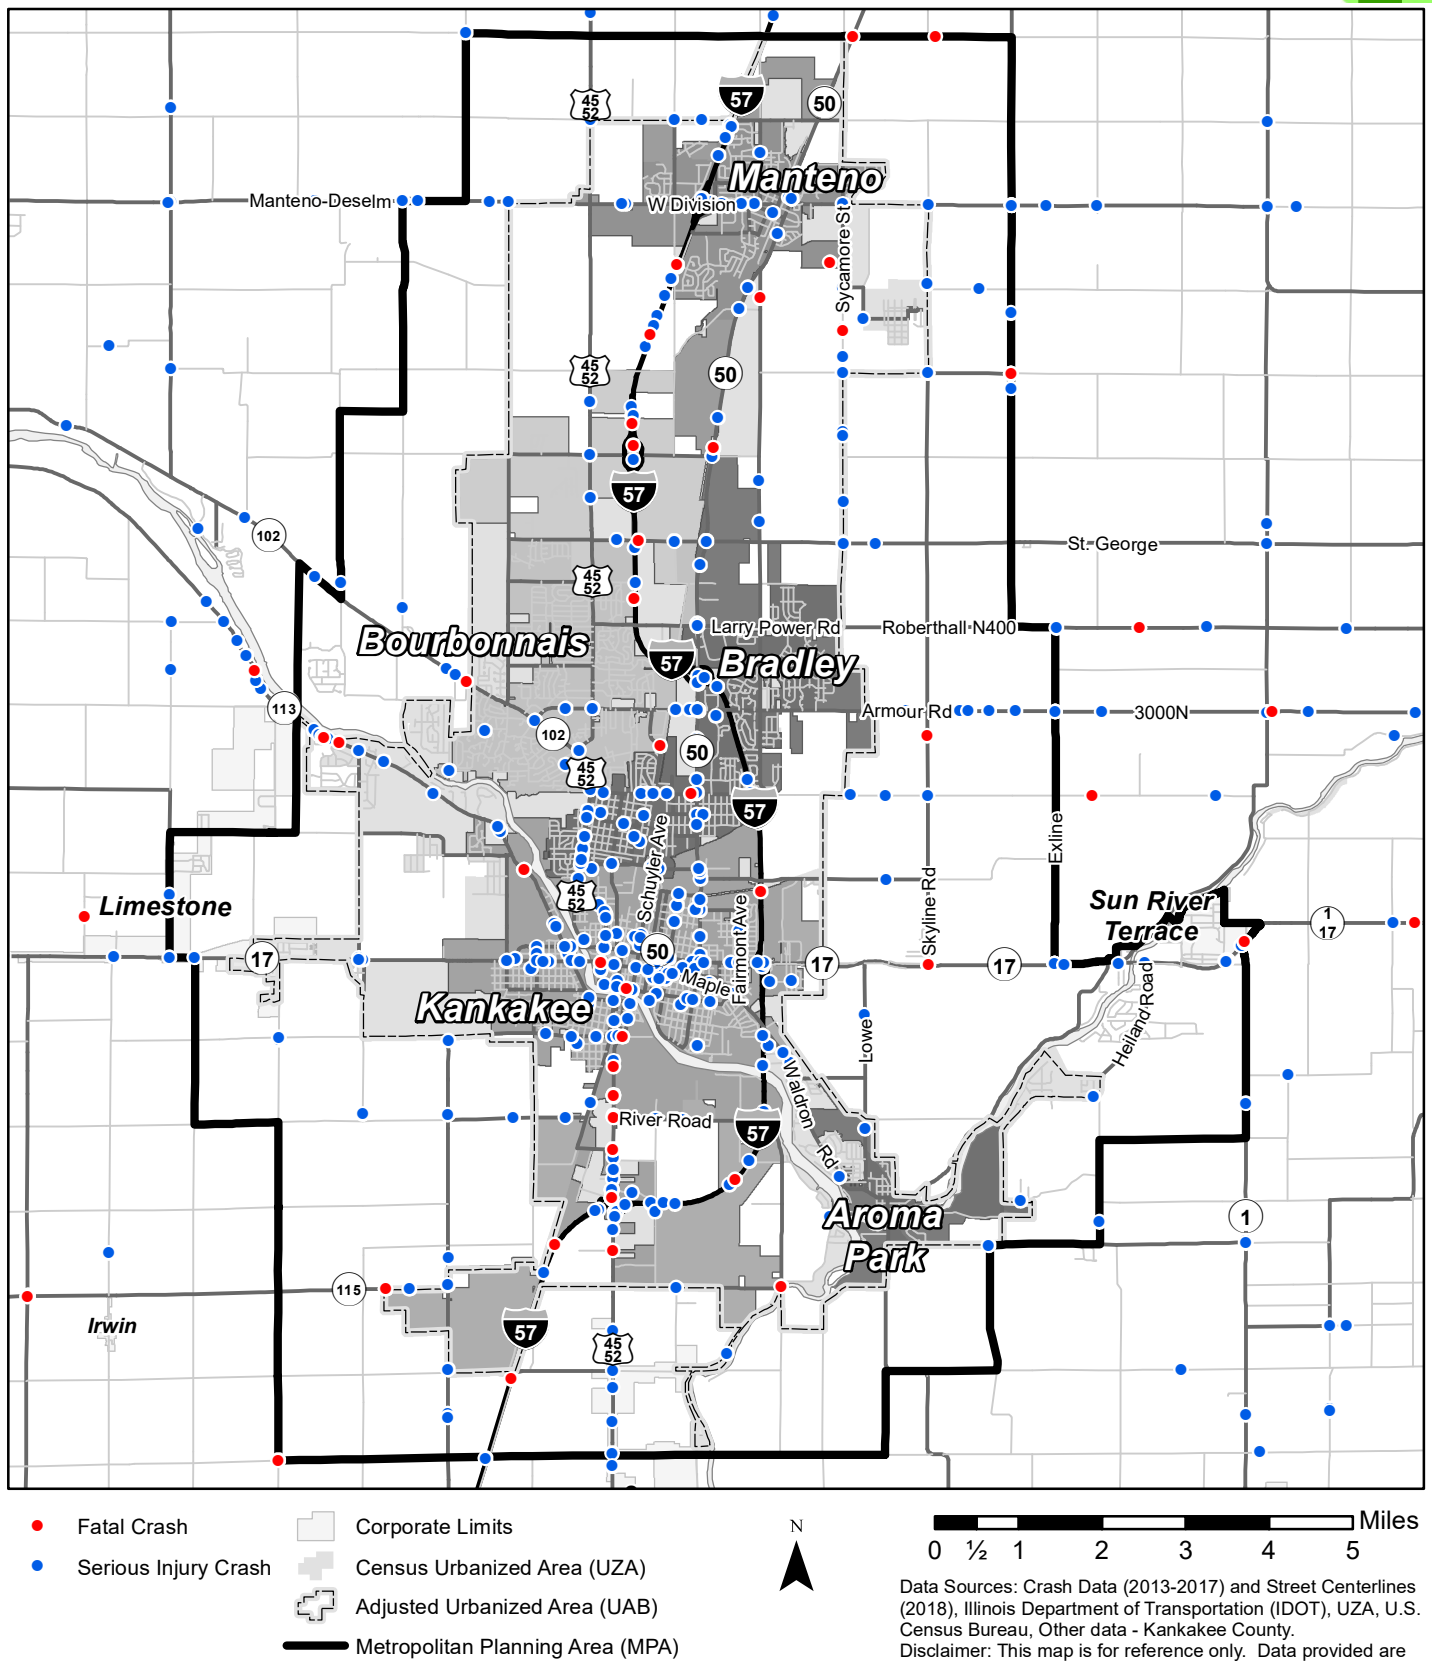 45
52
57
50
Manteno
Manteno-Deselm
W Division
Sycamore St
45
52
50
57
102
St. George
45
52
Bourbonnais
Larry Power Rd
Roberthall N400
57
Bradley
113
Armour Rd
3000N
102
50
45
52
57
Schuyler Ave
Exline
45
52
Limestone
Skyline Rd
Sun River
Terrace
Fairmont Ave
1
17
17
50
17
17
Maple
Kankakee
Lowe
Heiland Road
Waldron
Rd
River Road
57
Aroma
Park
1
115
Irwin
57
45
52
Fatal Crash
Serious Injury Crash
Corporate Limits
Census Urbanized Area (UZA)
Adjusted Urbanized Area (UAB)
Metropolitan Planning Area (MPA)
N
Miles
0 ½ 1 2 3 4 5
Data Sources: Crash Data (2013-2017) and Street Centerlines
(2018), Illinois Department of Transportation (IDOT), UZA, U.S.
Census Bureau, Other data - Kankakee County.
Disclaimer: This map is for reference only. Data provided are